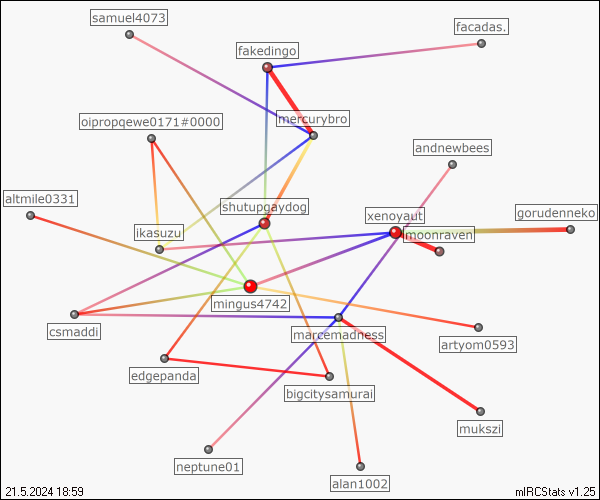 samuel4073
facadas.
fakedingo
oipropqewe0171#0000
mercurybro
andnewbees
altmile0331
shutupgaydog
xenoyaut
gorudenneko
ikasuzu
moonraven
mingus4742
csmaddi
marcemadness
artyom0593
edgepanda
bigcitysamurai
mukszi
neptune01
alan1002
21.5.2024 18:59
mIRCStats v1.25